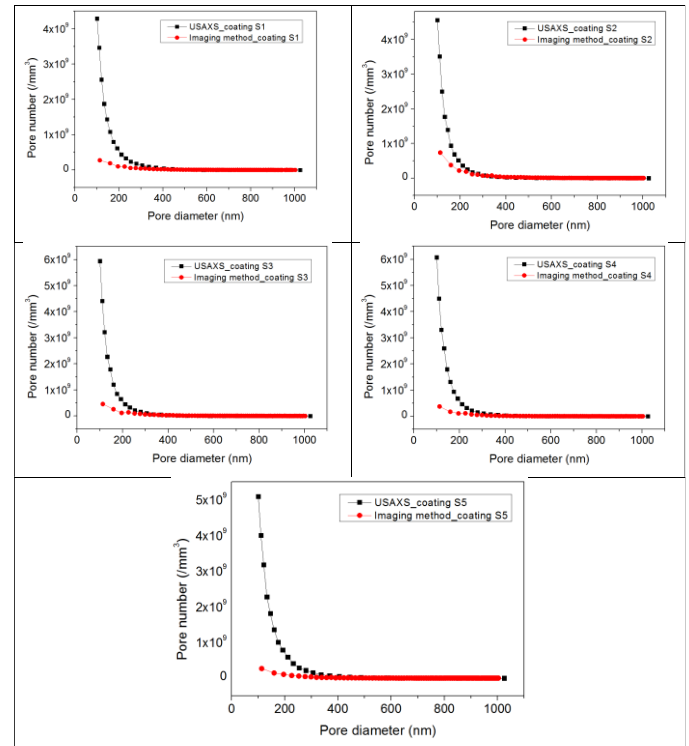 USAXS_coating S1
Imaging method_coating S1
4x10⁹
3x10⁹
2x10⁹
1x10⁹
0
Pore number (/mm³)
0 200 400 600 800 1000
Pore diameter (nm)
USAXS_coating S2
Imaging method_coating S2
4x10⁹
3x10⁹
2x10⁹
1x10⁹
0
Pore number (/mm³)
0 200 400 600 800 1000
Pore diameter (nm)
USAXS_coating S3
Imaging method_coating S3
6x10⁹
5x10⁹
4x10⁹
3x10⁹
2x10⁹
1x10⁹
0
Pore number (/mm³)
0 200 400 600 800 1000
Pore diameter (nm)
USAXS_coating S4
Imaging method_coating S4
6x10⁹
5x10⁹
4x10⁹
3x10⁹
2x10⁹
1x10⁹
0
Pore number (/mm³)
0 200 400 600 800 1000
Pore diameter (nm)
USAXS_coating S5
Imaging method_coating S5
5x10⁹
4x10⁹
3x10⁹
2x10⁹
1x10⁹
0
Pore number (/mm³)
0 200 400 600 800 1000
Pore diameter (nm)